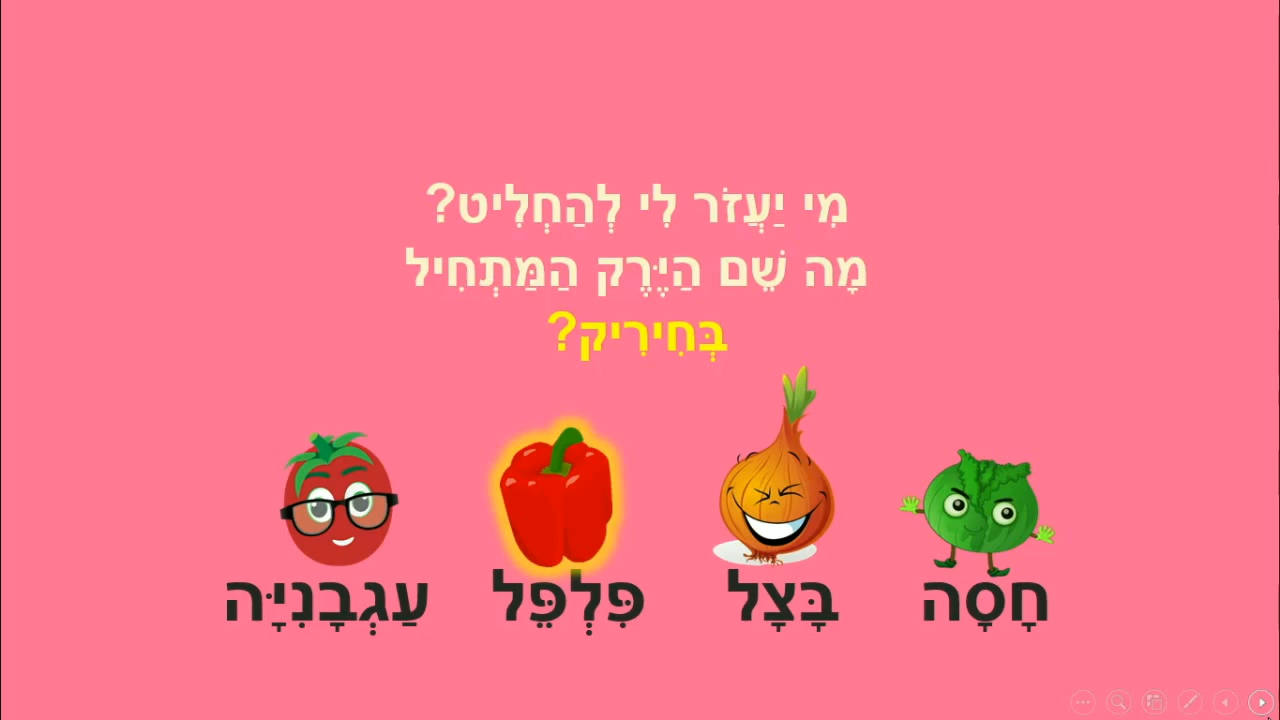 מִי יַעֲזֹר לִי לְהַחְלִיט?
מָה שֵׁם הַיֶּרֶק הַמַּתְחִיל
בְּחִירִיק?
חָסָה בָּצָל פִּלְפֵּל עַגְבָנִיָּה